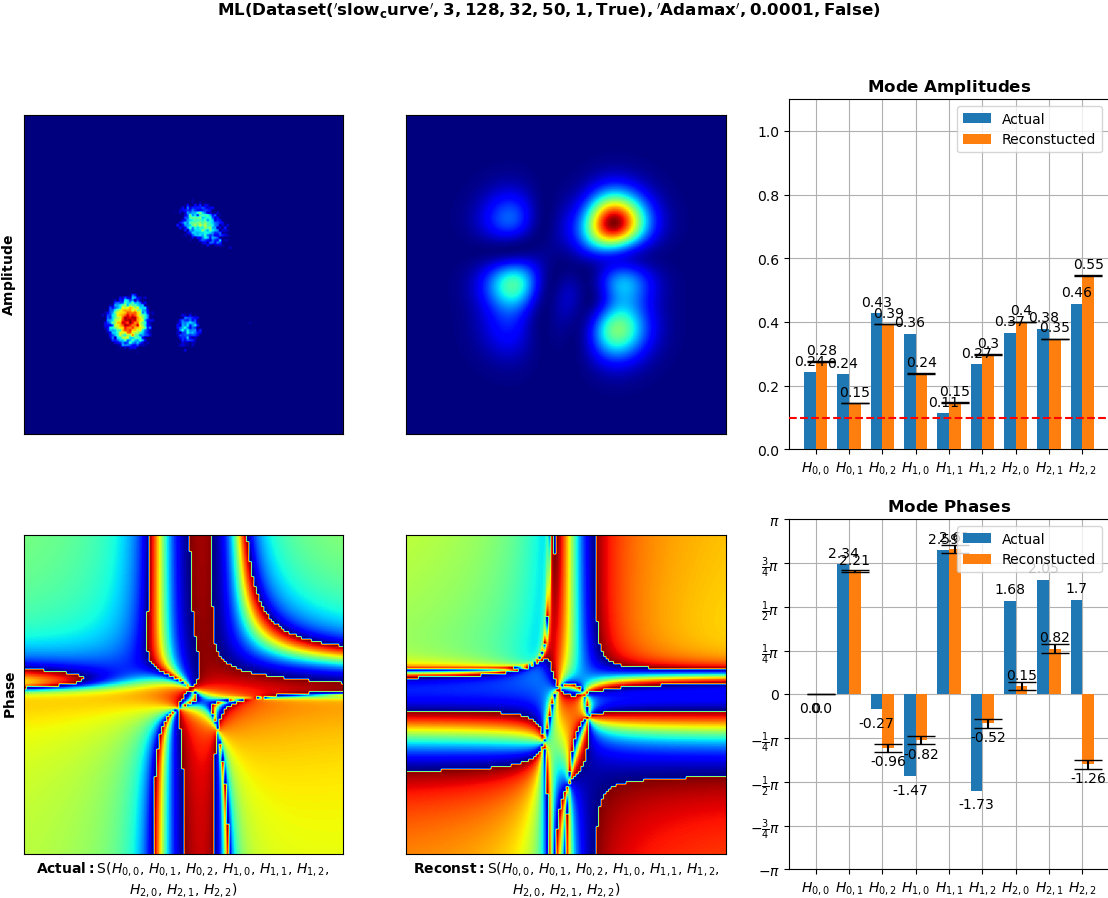 ML(Dataset('slow_curve', 3, 128, 32, 50, 1, True), 'Adamax', 0.0001, False)
Amplitude
Mode Amplitudes
Actual
Reconstucted
1.0
0.8
0.6
0.4
0.2
0.0
0.24 0.28
0.24 0.15
0.43 0.39
0.36 0.24
0.11 0.15
0.27 0.3
0.37 0.4
0.38 0.35
0.46 0.55
H0,0 H0,1 H0,2 H1,0 H1,1 H1,2 H2,0 H2,1 H2,2
Phase
Mode Phases
Actual
Reconstucted
π
3/4π
1/2π
1/4π
0
−1/4π
−1/2π
−3/4π
−π
0.0
2.34 2.21
-0.27 -0.96
-1.47 -0.82
-1.73 -0.52
1.68 0.15
2.05 0.82
1.7 -1.26
H0,0 H0,1 H0,2 H1,0 H1,1 H1,2 H2,0 H2,1 H2,2
Actual: S(H0,0, H0,1, H0,2, H1,0, H1,1, H1,2,
H2,0, H2,1, H2,2)
Reconst: S(H0,0, H0,1, H0,2, H1,0, H1,1, H1,2,
H2,0, H2,1, H2,2)